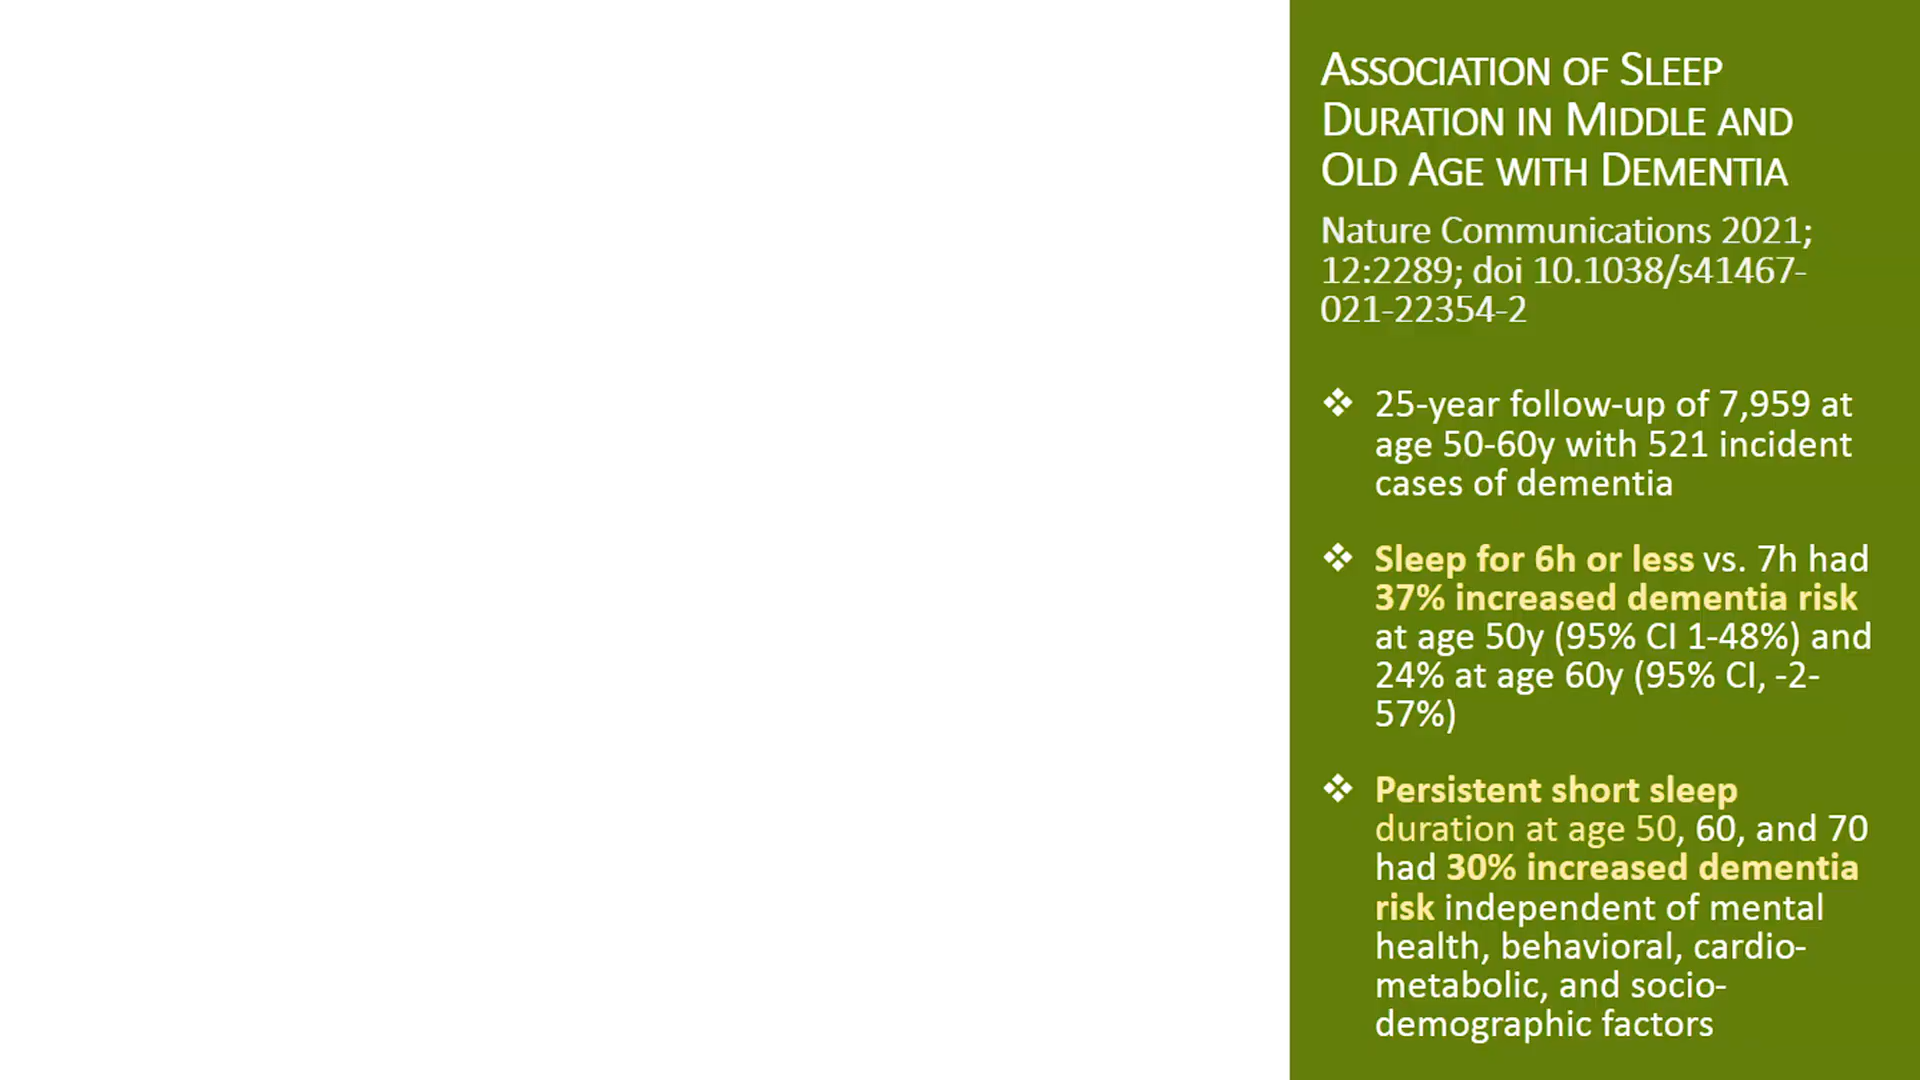 ASSOCIATION OF SLEEP
DURATION IN MIDDLE AND
OLD AGE WITH DEMENTIA
Nature Communications 2021;
12:2289; doi 10.1038/s41467-
021-22354-2
❖ 25-year follow-up of 7,959 at
age 50-60y with 521 incident
cases of dementia
❖ Sleep for 6h or less vs. 7h had
37% increased dementia risk
at age 50y (95% CI 1-48%) and
24% at age 60y (95% CI, -2-
57%)
❖ Persistent short sleep
duration at age 50, 60, and 70
had 30% increased dementia
risk independent of mental
health, behavioral, cardio-
metabolic, and socio-
demographic factors